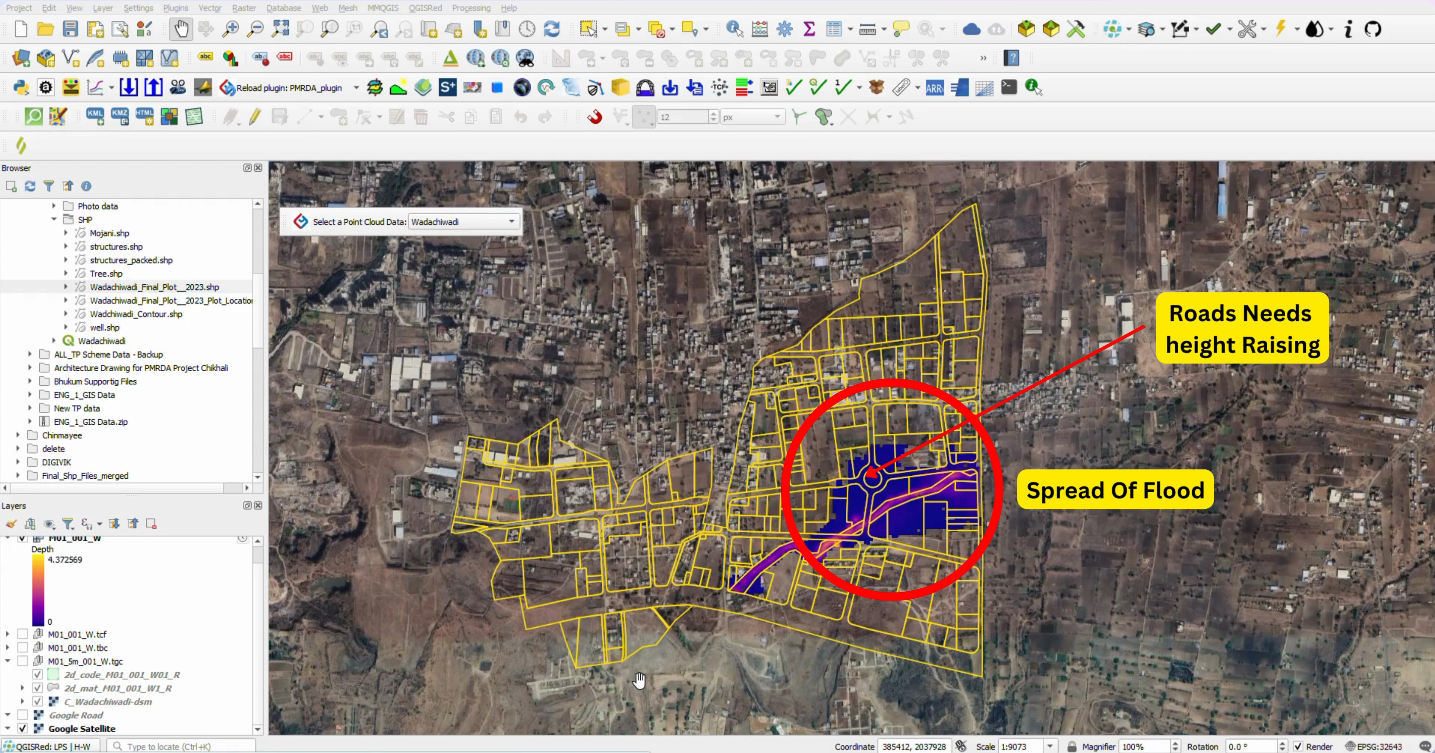 Project Edit View Layer Settings Plugins Vector Raster Database Web Mesh MMQGIS QGISRed Processing Help
Reload plugin: PMRDA_plugin
KML KMZ HTML
12 px
Browser
Photo data
SHP
Mojani.shp
structures.shp
structures_packed.shp
Tree.shp
Wadachiwadi_Final_Plot__2023.shp
Wadachiwadi_Final_Plot__2023_Plot_Location
Wadchiwadi_Contour.shp
well.shp
Wadachiwadi
ALL_TP Scheme Data - Backup
Architecture Drawing for PMRDA Project Chikhali
Bhukum Supportig Files
ENG_1_GIS Data
New TP data
ENG_1_GIS Data.zip
Chinmayee
delete
DIGIVIK
Final_Shp_Files_merged
Layers
M01_001_W
Depth
4.372569
0
M01_001_W.tcf
M01_001_W.tbc
M01_5m_001_W.tgc
2d_code_M01_001_W01_R
2d_mat_M01_001_W1_R
C_Wadachiwadi-dsm
Google Road
Google Satellite
Select a Point Cloud Data: Wadachiwadi
Roads Needs
height Raising
Spread Of Flood
QGISRed: LPS | H-W Type to locate (Ctrl+K) Coordinate 385412, 2037928 Scale 1:9073 Magnifier 100% Rotation 0.0 ° Render EPSG:32643